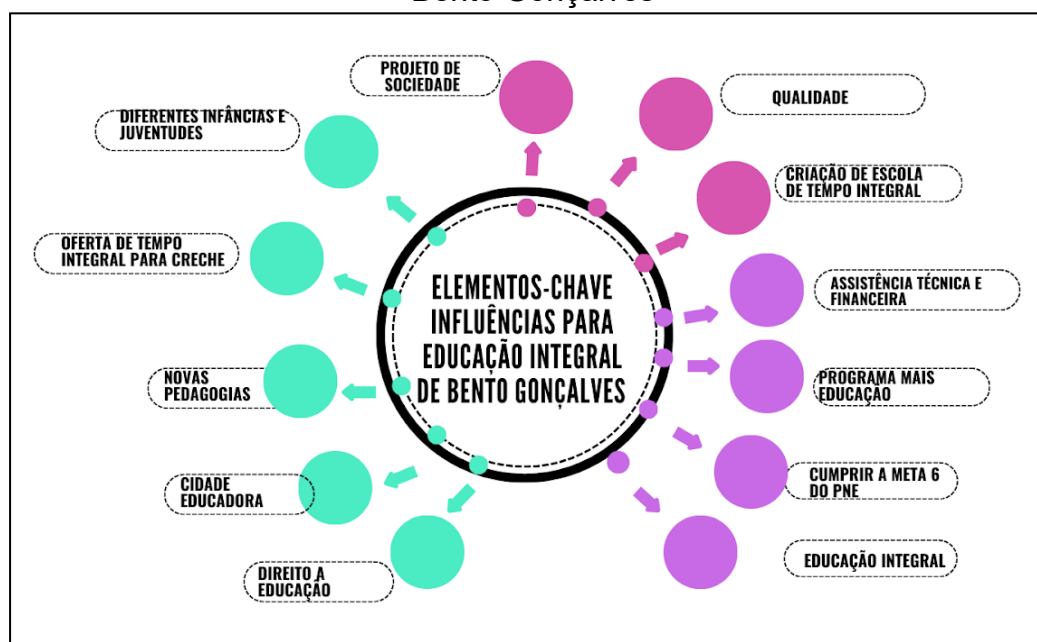 Bento Gonçalves
PROJETO DE
SOCIEDADE
QUALIDADE
DIFERENTES INFÂNCIAS E
JUVENTUDES
CRIAÇÃO DE ESCOLA
DE TEMPO INTEGRAL
OFERTA DE TEMPO
INTEGRAL PARA CRECHE
ASSISTÊNCIA TÉCNICA E
FINANCEIRA
ELEMENTOS-CHAVE
INFLUÊNCIAS PARA
EDUCAÇÃO INTEGRAL
DE BENTO GONÇALVES
NOVAS
PEDAGOGIAS
PROGRAMA MAIS
EDUCAÇÃO
CIDADE
EDUCADORA
CUMPRIR A META 6
DO PNE
DIREITO A
EDUCAÇÃO
EDUCAÇÃO INTEGRAL